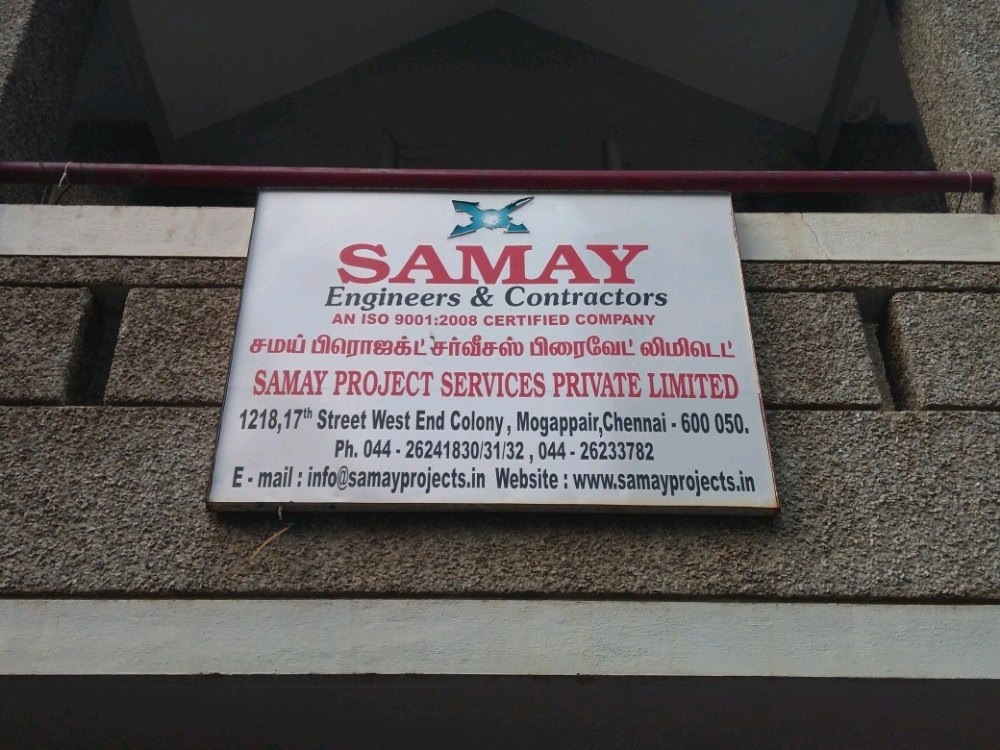 SAMAY
Engineers & Contractors
AN ISO 9001:2008 CERTIFIED COMPANY
சமய் பிரொஜக்ட் சர்வீசஸ் பிரைவேட் லிமிடெட்
SAMAY PROJECT SERVICES PRIVATE LIMITED
1218,17th Street West End Colony, Mogappair,Chennai - 600 050.
Ph. 044 - 26241830/31/32 , 044 - 26233782
E - mail : info@samayprojects.in Website : www.samayprojects.in